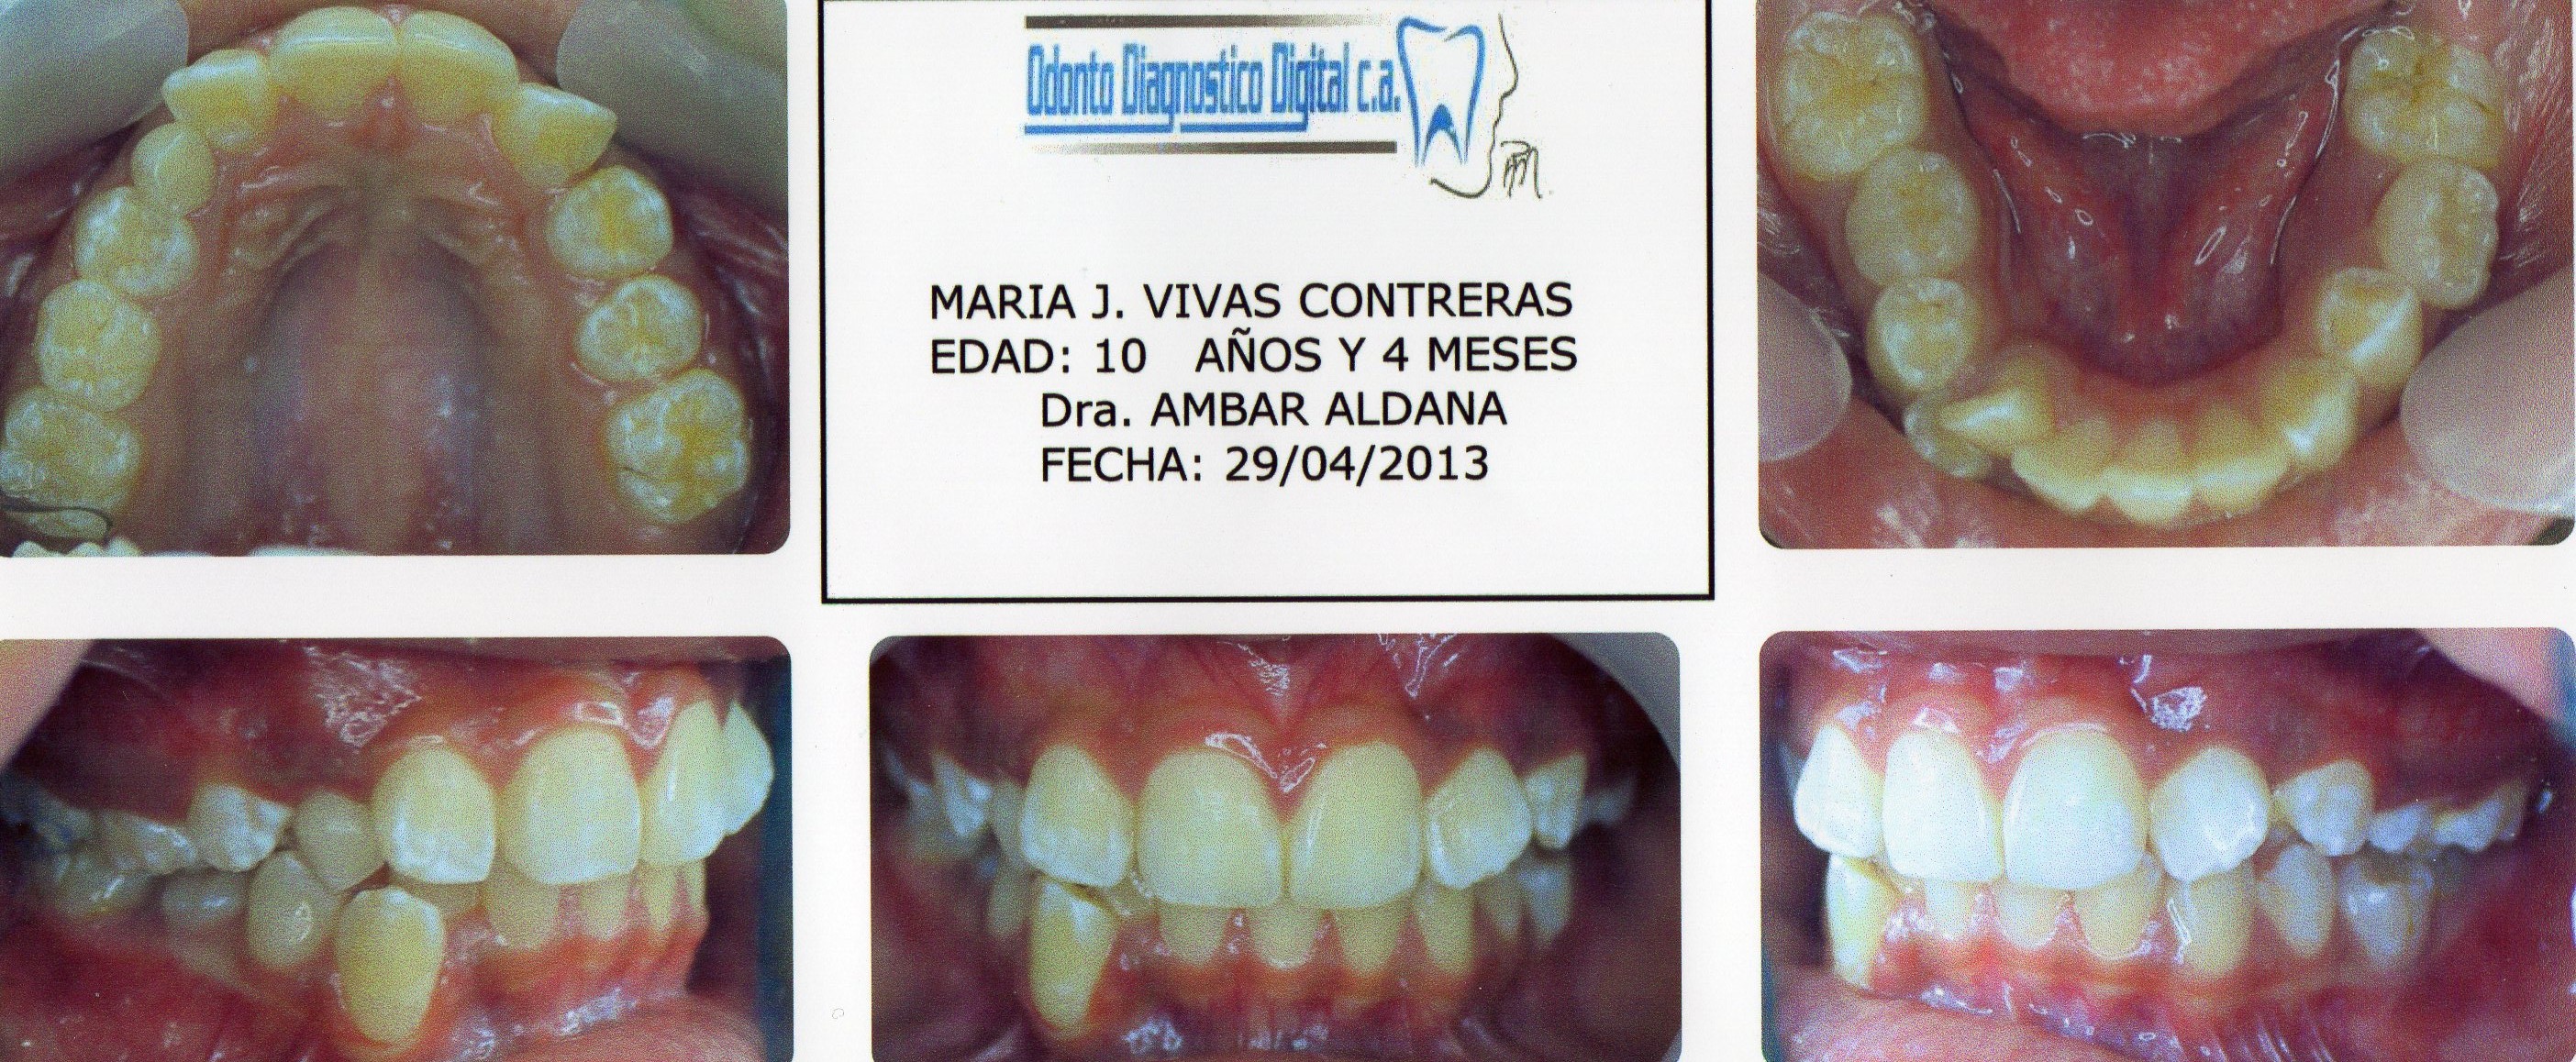 Odonto Diagnostico Digital c.a.
MARIA J. VIVAS CONTRERAS
EDAD: 10 AÑOS Y 4 MESES
Dra. AMBAR ALDANA
FECHA: 29/04/2013